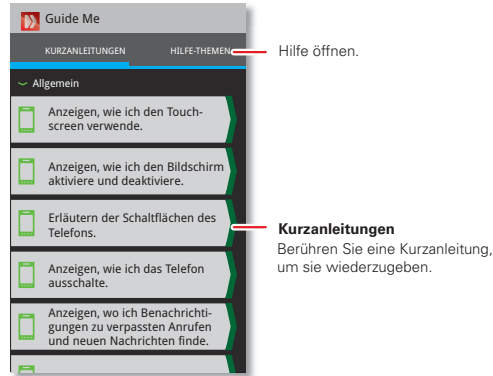 Guide Me
KURZANLEITUNGEN
HILFE-THEMEN
Hilfe öffnen.
Allgemein
Anzeigen, wie ich den Touch-
screen verwende.
Anzeigen, wie ich den Bildschirm
aktiviere und deaktiviere.
Erläutern der Schaltflächen des
Telefons.
Kurzanleitungen
Berühren Sie eine Kurzanleitung,
um sie wiederzugeben.
Anzeigen, wie ich das Telefon
ausschalte.
Anzeigen, wo ich Benachrichti-
gungen zu verpassten Anrufen
und neuen Nachrichten finde.